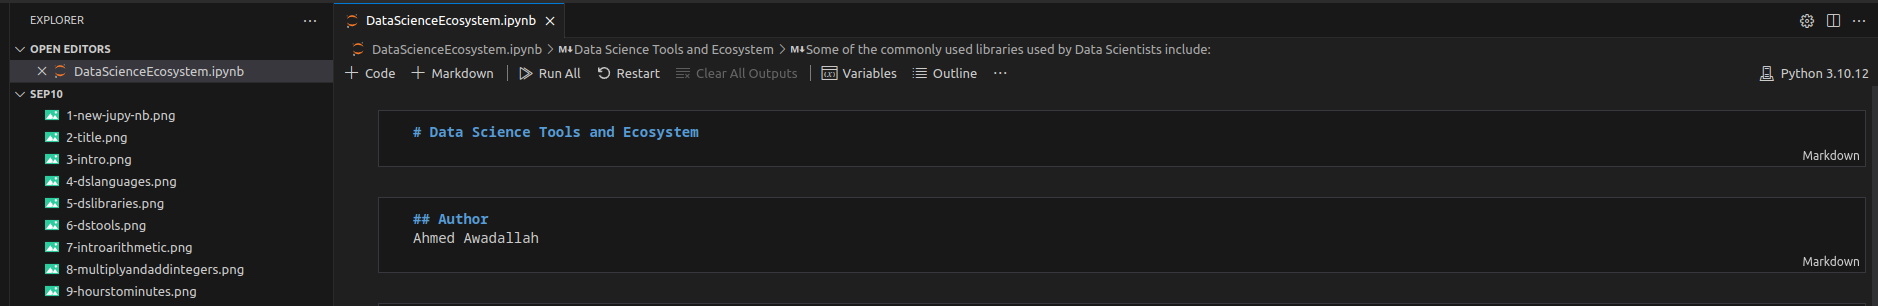 EXPLORER
OPEN EDITORS
DataScienceEcosystem.ipynb
SEP10
1-new-jupy-nb.png
2-title.png
3-intro.png
4-dslanguages.png
5-dslibraries.png
6-dstools.png
7-introarithmetic.png
8-multiplyandaddintegers.png
9-hourstominutes.png
DataScienceEcosystem.ipynb
DataScienceEcosystem.ipynb > M↓ Data Science Tools and Ecosystem > M↓ Some of the commonly used libraries used by Data Scientists include:
+ Code + Markdown | Run All Restart Clear All Outputs | Variables Outline ...
Python 3.10.12
# Data Science Tools and Ecosystem
Markdown
## Author
Ahmed Awadallah
Markdown